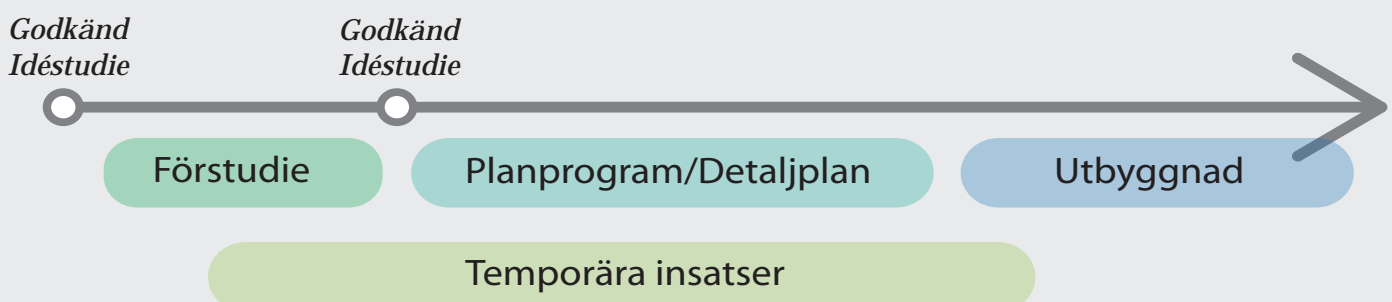 Godkänd
Idéstudie
Godkänd
Idéstudie
Förstudie
Planprogram/Detaljplan
Utbyggnad
Temporära insatser